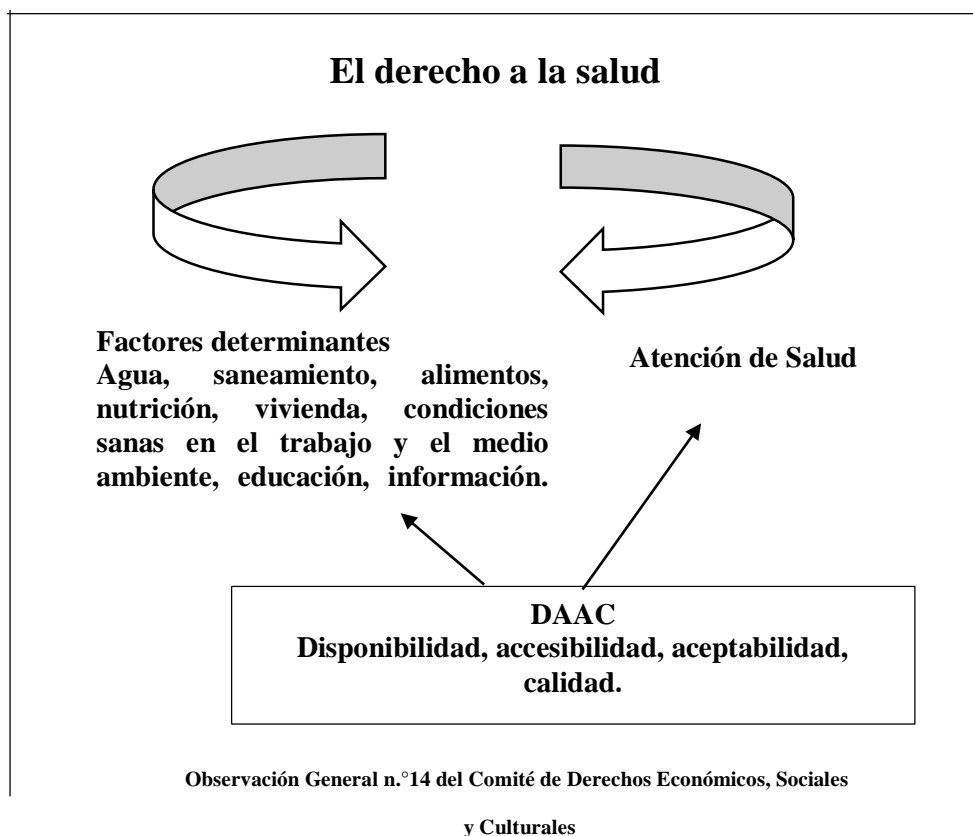 El derecho a la salud
Factores determinantes
Agua, saneamiento, alimentos,
nutrición, vivienda, condiciones
sanas en el trabajo y el medio
ambiente, educación, información.
Atención de Salud
DAAC
Disponibilidad, accesibilidad, aceptabilidad,
calidad.
Observación General n.°14 del Comité de Derechos Económicos, Sociales
y Culturales